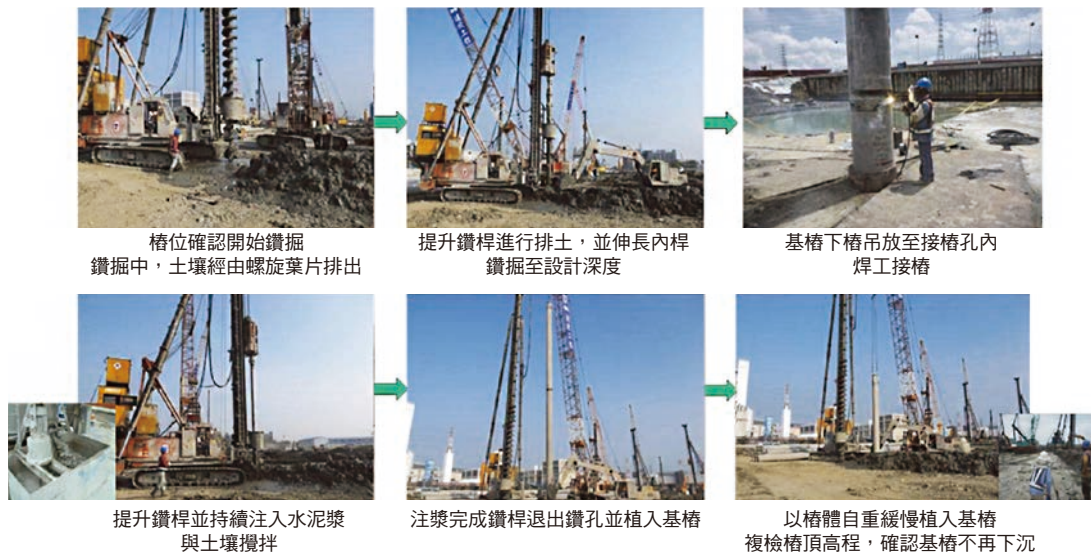 樁位確認開始鑽掘
鑽掘中,土壤經由螺旋葉片排出
提升鑽桿進行排土,並伸長內桿
鑽掘至設計深度
基樁下樁吊放至接樁孔內
焊工接樁
提升鑽桿並持續注入水泥漿
與土壤攪拌
注漿完成鑽桿退出鑽孔並植入基樁
以樁體自重緩慢植入基樁
複檢樁頂高程,確認基樁不再下沉